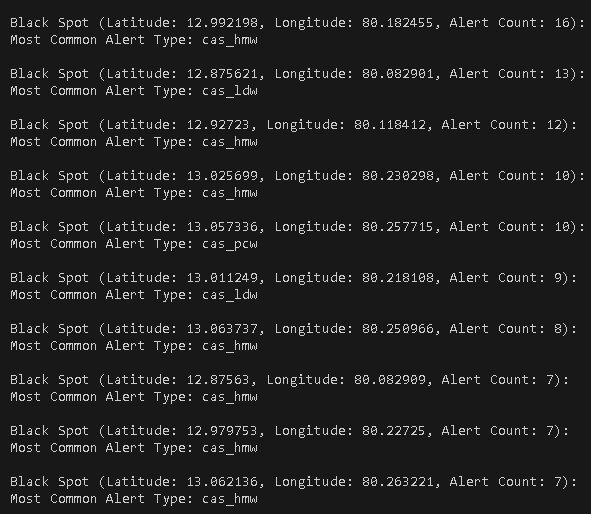 Black Spot (Latitude: 12.992198, Longitude: 80.182455, Alert Count: 16):
Most Common Alert Type: cas_hmw
Black Spot (Latitude: 12.875621, Longitude: 80.082901, Alert Count: 13):
Most Common Alert Type: cas_ldw
Black Spot (Latitude: 12.92723, Longitude: 80.118412, Alert Count: 12):
Most Common Alert Type: cas_hmw
Black Spot (Latitude: 13.025699, Longitude: 80.230298, Alert Count: 10):
Most Common Alert Type: cas_hmw
Black Spot (Latitude: 13.057336, Longitude: 80.257715, Alert Count: 10):
Most Common Alert Type: cas_pcw
Black Spot (Latitude: 13.011249, Longitude: 80.218108, Alert Count: 9):
Most Common Alert Type: cas_ldw
Black Spot (Latitude: 13.063737, Longitude: 80.250966, Alert Count: 8):
Most Common Alert Type: cas_hmw
Black Spot (Latitude: 12.87563, Longitude: 80.082909, Alert Count: 7):
Most Common Alert Type: cas_hmw
Black Spot (Latitude: 12.979753, Longitude: 80.22725, Alert Count: 7):
Most Common Alert Type: cas_hmw
Black Spot (Latitude: 13.062136, Longitude: 80.263221, Alert Count: 7):
Most Common Alert Type: cas_hmw